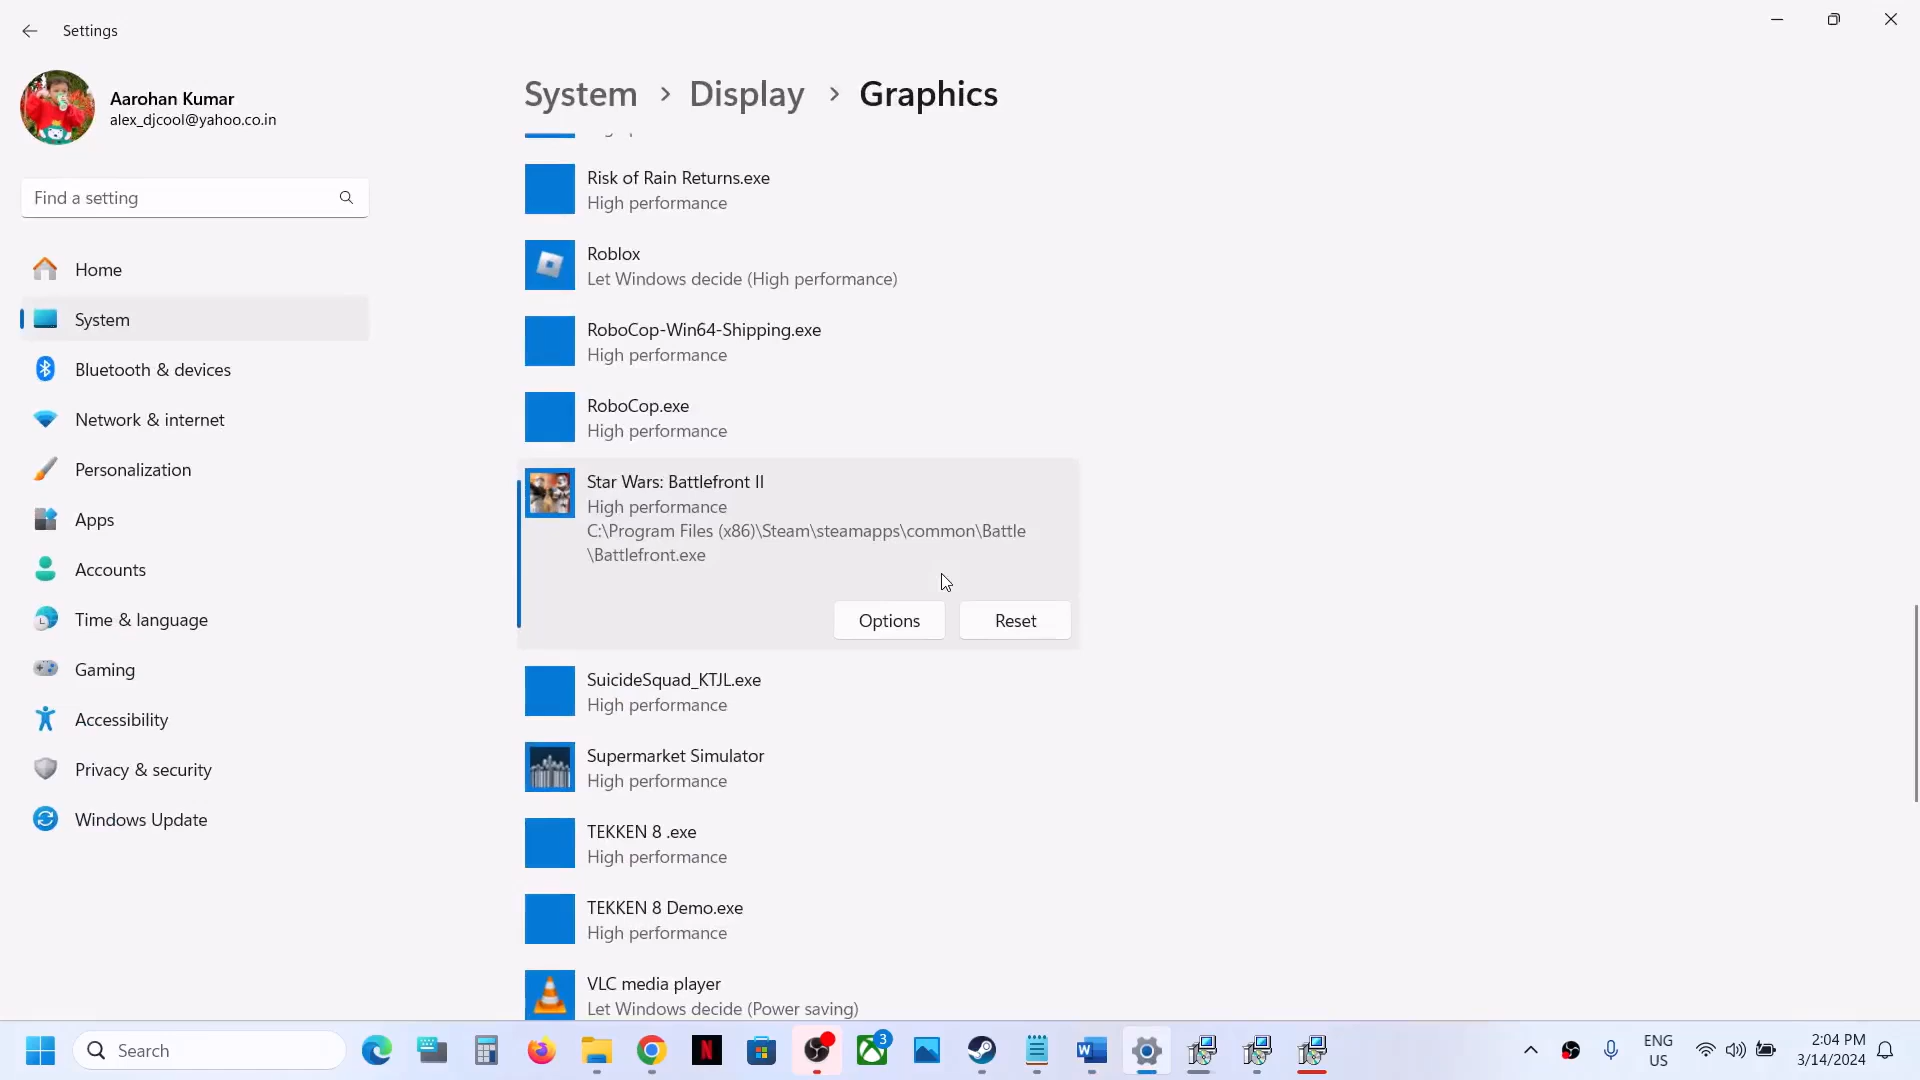 Settings
Aarohan Kumar
alex_djcool@yahoo.co.in
Find a setting
Home
System
Bluetooth & devices
Network & internet
Personalization
Apps
Accounts
Time & language
Gaming
Accessibility
Privacy & security
Windows Update
System > Display > Graphics
Risk of Rain Returns.exe
High performance
Roblox
Let Windows decide (High performance)
RoboCop-Win64-Shipping.exe
High performance
RoboCop.exe
High performance
Star Wars: Battlefront II
High performance
C:\Program Files (x86)\Steam\steamapps\common\Battle
\Battlefront.exe
Options
Reset
SuicideSquad_KTJL.exe
High performance
Supermarket Simulator
High performance
TEKKEN 8 .exe
High performance
TEKKEN 8 Demo.exe
High performance
VLC media player
Let Windows decide (Power saving)
Search
3
ENG
US
2:04 PM
3/14/2024